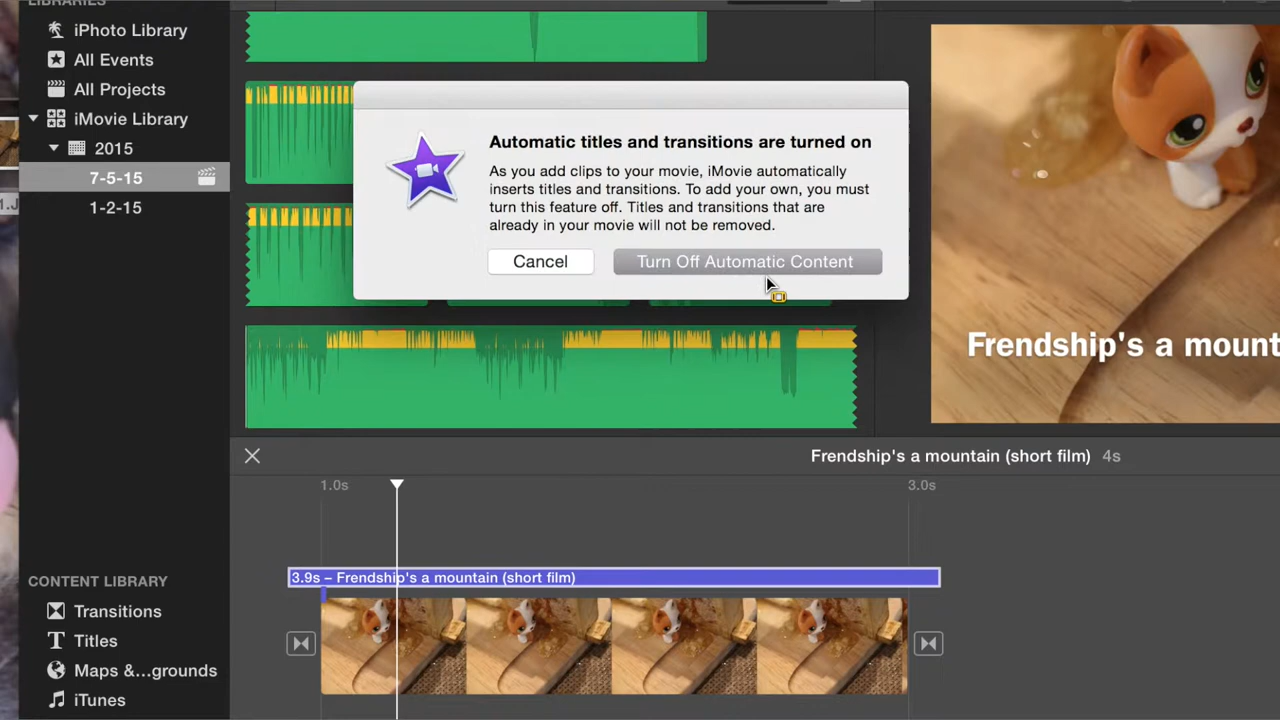 LIBRARIES
iPhoto Library
All Events
All Projects
iMovie Library
2015
7-5-15
1-2-15
1.J
Automatic titles and transitions are turned on
As you add clips to your movie, iMovie automatically
inserts titles and transitions. To add your own, you must
turn this feature off. Titles and transitions that are
already in your movie will not be removed.
Cancel
Turn Off Automatic Content
Frendship's a mount
Frendship's a mountain (short film) 4s
1.0s
3.0s
3.9s – Frendship's a mountain (short film)
CONTENT LIBRARY
Transitions
T Titles
Maps &...grounds
iTunes